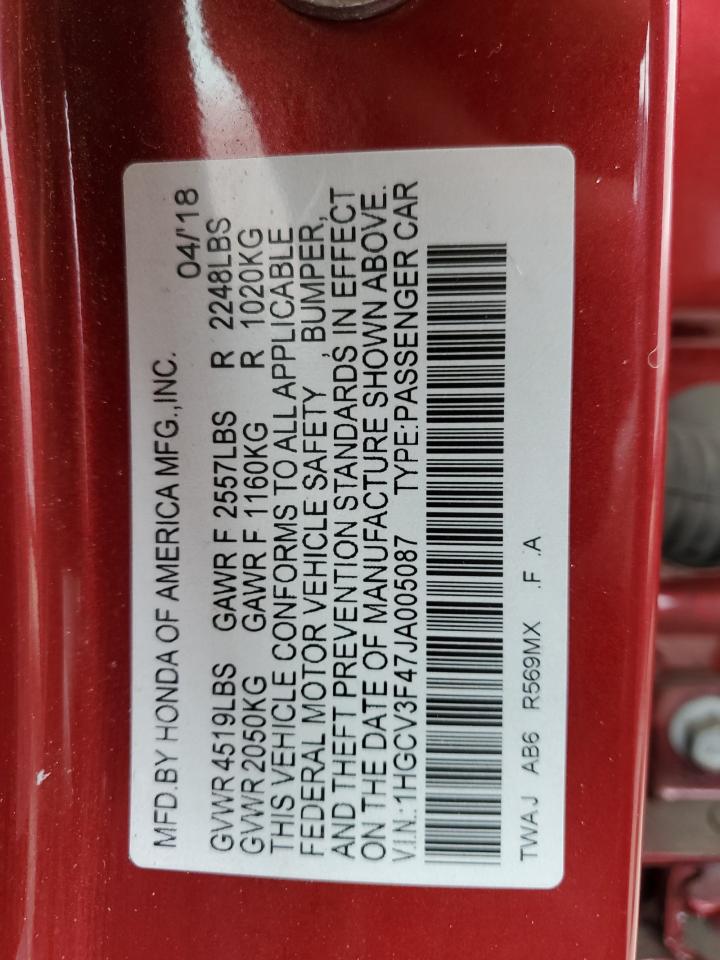 MFD.BY HONDA OF AMERICA MFG.,INC. 04/'18
GVWR 4519LBS GAWR F 2557LBS R 2248LBS
GVWR 2050KG GAWR F 1160KG R 1020KG
THIS VEHICLE CONFORMS TO ALL APPLICABLE
FEDERAL MOTOR VEHICLE SAFETY , BUMPER,
AND THEFT PREVENTION STANDARDS IN EFFECT
ON THE DATE OF MANUFACTURE SHOWN ABOVE.
V.I.N.:1HGCV3F47JA005087 TYPE:PASSENGER CAR
TWAJ AB6 R569MX .F .A